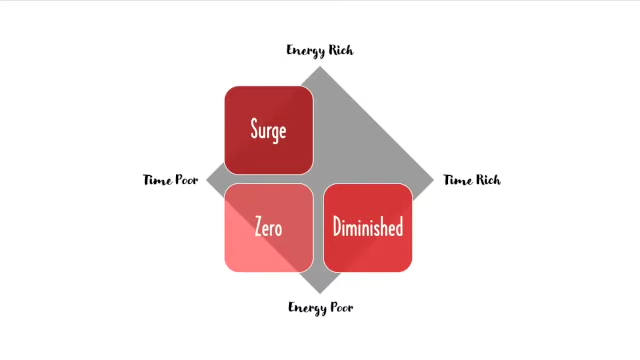 Energy Rich
Surge
Time Poor
Time Rich
Zero
Diminished
Energy Poor